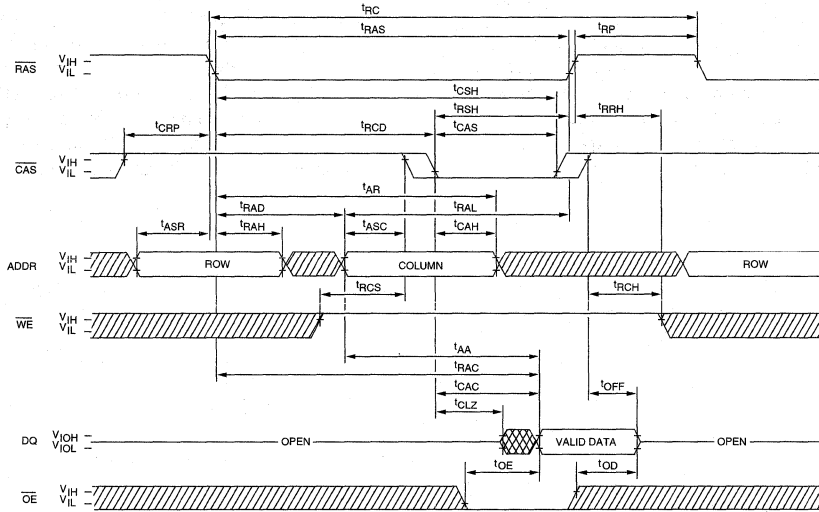 tRC
tRAS
tRP
RAS
VIH
VIL
tCSH
tRSH
tRRH
tCRP
tRCD
tCAS
CAS
VIH
VIL
tAR
tRAD
tRAL
tASR
tRAH
tASC
tCAH
ADDR
VIH
VIL
ROW
COLUMN
ROW
tRCS
tRCH
WE
VIH
VIL
tAA
tRAC
tCAC
tOFF
tCLZ
DQ
VIOH
VIOL
OPEN
VALID DATA
OPEN
tOE
tOD
OE
VIH
VIL